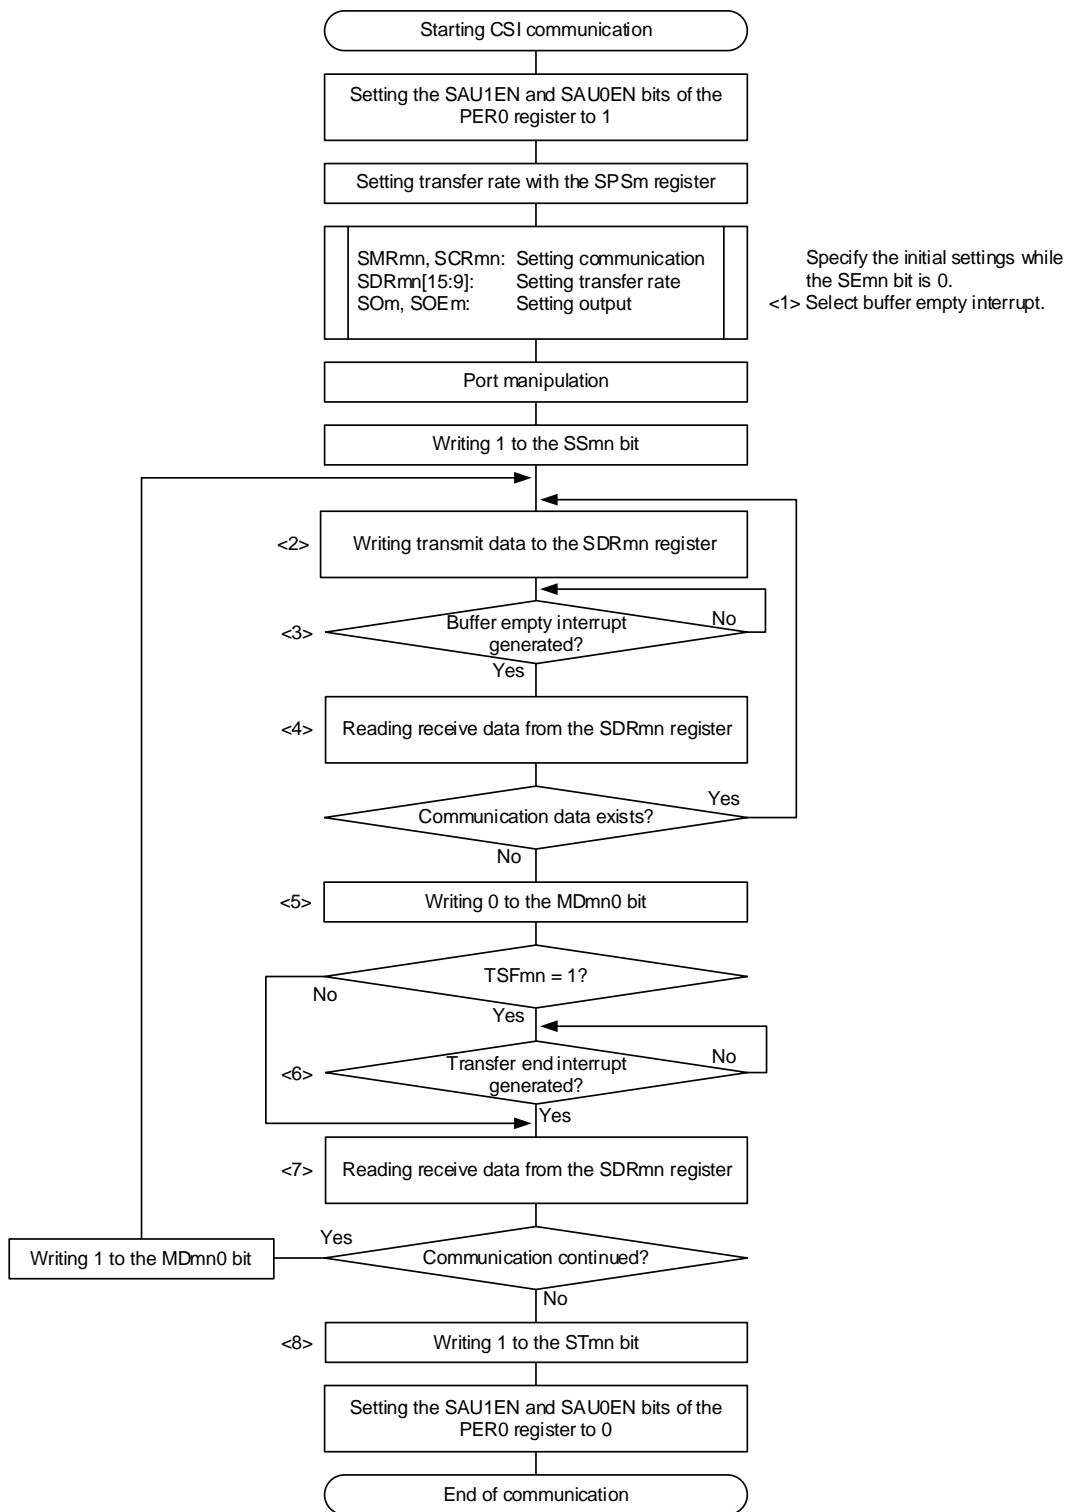 Starting CSI communication
Setting the SAU1EN and SAU0EN bits of the
PER0 register to 1
Setting transfer rate with the SPSm register
SMRmn, SCRmn: Setting communication
SDRmn[15:9]: Setting transfer rate
SOm, SOEm: Setting output
Specify the initial settings while
the SEmn bit is 0.
<1> Select buffer empty interrupt.
Port manipulation
Writing 1 to the SSmn bit
<2>
Writing transmit data to the SDRmn register
<3>
Buffer empty interrupt
generated?
No
Yes
<4>
Reading receive data from the SDRmn register
Communication data exists?
Yes
No
<5>
Writing 0 to the MDmn0 bit
TSFmn = 1?
No
Yes
<6>
Transfer end interrupt
generated?
No
Yes
<7>
Reading receive data from the SDRmn register
Communication continued?
Yes
Writing 1 to the MDmn0 bit
No
<8>
Writing 1 to the STmn bit
Setting the SAU1EN and SAU0EN bits of the
PER0 register to 0
End of communication